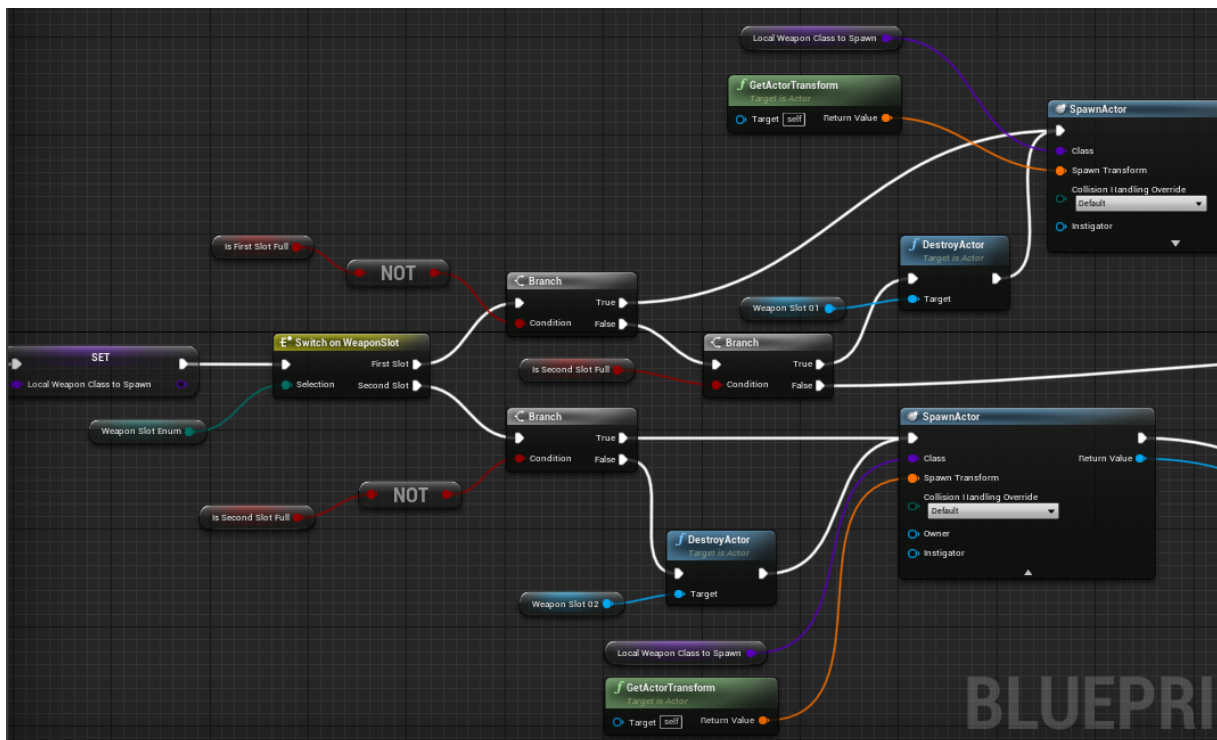 Local Weapon Class to Spawn
GetActorTransform
Target is Actor
Target self Return Value
SpawnActor
Class
Spawn Transform
Collision Handling Override
Default
Instigator
Is First Slot Full
NOT
DestroyActor
Target is Actor
Target
Weapon Slot 01
Branch
True
Condition False
SET
Local Weapon Class to Spawn
Switch on WeaponSlot
First Slot
Selection Second Slot
Weapon Slot Enum
Is Second Slot Full
Branch
True
Condition False
Branch
True
Condition False
NOT
Is Second Slot Full
SpawnActor
Class Return Value
Spawn Transform
Collision Handling Override
Default
Owner
Instigator
DestroyActor
Target is Actor
Target
Weapon Slot 02
Local Weapon Class to Spawn
GetActorTransform
Target is Actor
Target self Return Value
BLUEPRI